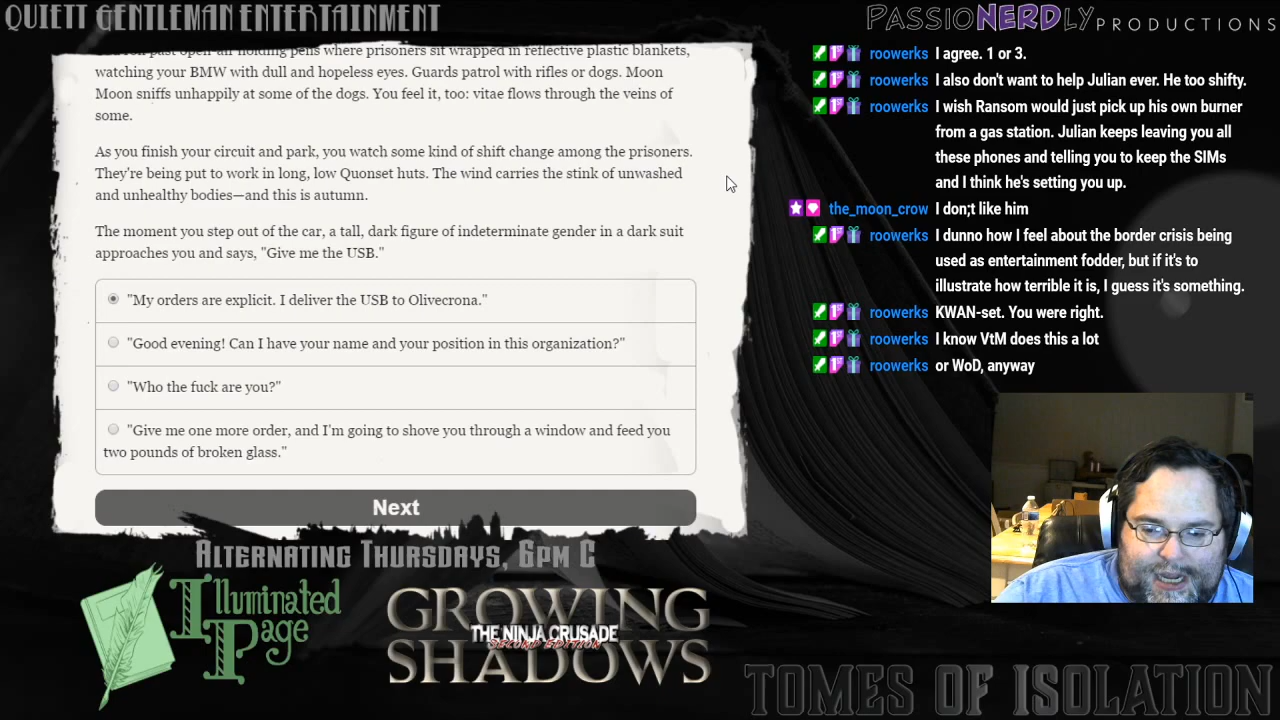 QUIETT GENTLEMAN ENTERTAINMENT
PASSIONERDLY PRODUCTIONS
past open-air holding pens where prisoners sit wrapped in reflective plastic blankets,
watching your BMW with dull and hopeless eyes. Guards patrol with rifles or dogs. Moon
Moon sniffs unhappily at some of the dogs. You feel it, too: vitae flows through the veins of
some.
As you finish your circuit and park, you watch some kind of shift change among the prisoners.
They're being put to work in long, low Quonset huts. The wind carries the stink of unwashed
and unhealthy bodies—and this is autumn.
The moment you step out of the car, a tall, dark figure of indeterminate gender in a dark suit
approaches you and says, "Give me the USB."
"My orders are explicit. I deliver the USB to Olivecrona."
"Good evening! Can I have your name and your position in this organization?"
"Who the fuck are you?"
"Give me one more order, and I'm going to shove you through a window and feed you
two pounds of broken glass."
Next
roowerks I agree. 1 or 3.
roowerks I also don't want to help Julian ever. He too shifty.
roowerks I wish Ransom would just pick up his own burner
from a gas station. Julian keeps leaving you all
these phones and telling you to keep the SIMs
and I think he's setting you up.
the_moon_crow I don;t like him
roowerks I dunno how I feel about the border crisis being
used as entertainment fodder, but if it's to
illustrate how terrible it is, I guess it's something.
roowerks KWAN-set. You were right.
roowerks I know VtM does this a lot
roowerks or WoD, anyway
ALTERNATING THURSDAYS, 6PM C
Illuminated
Page
GROWING
THE NINJA CRUSADE
SECOND EDITION
SHADOWS
TOMES OF ISOLATION